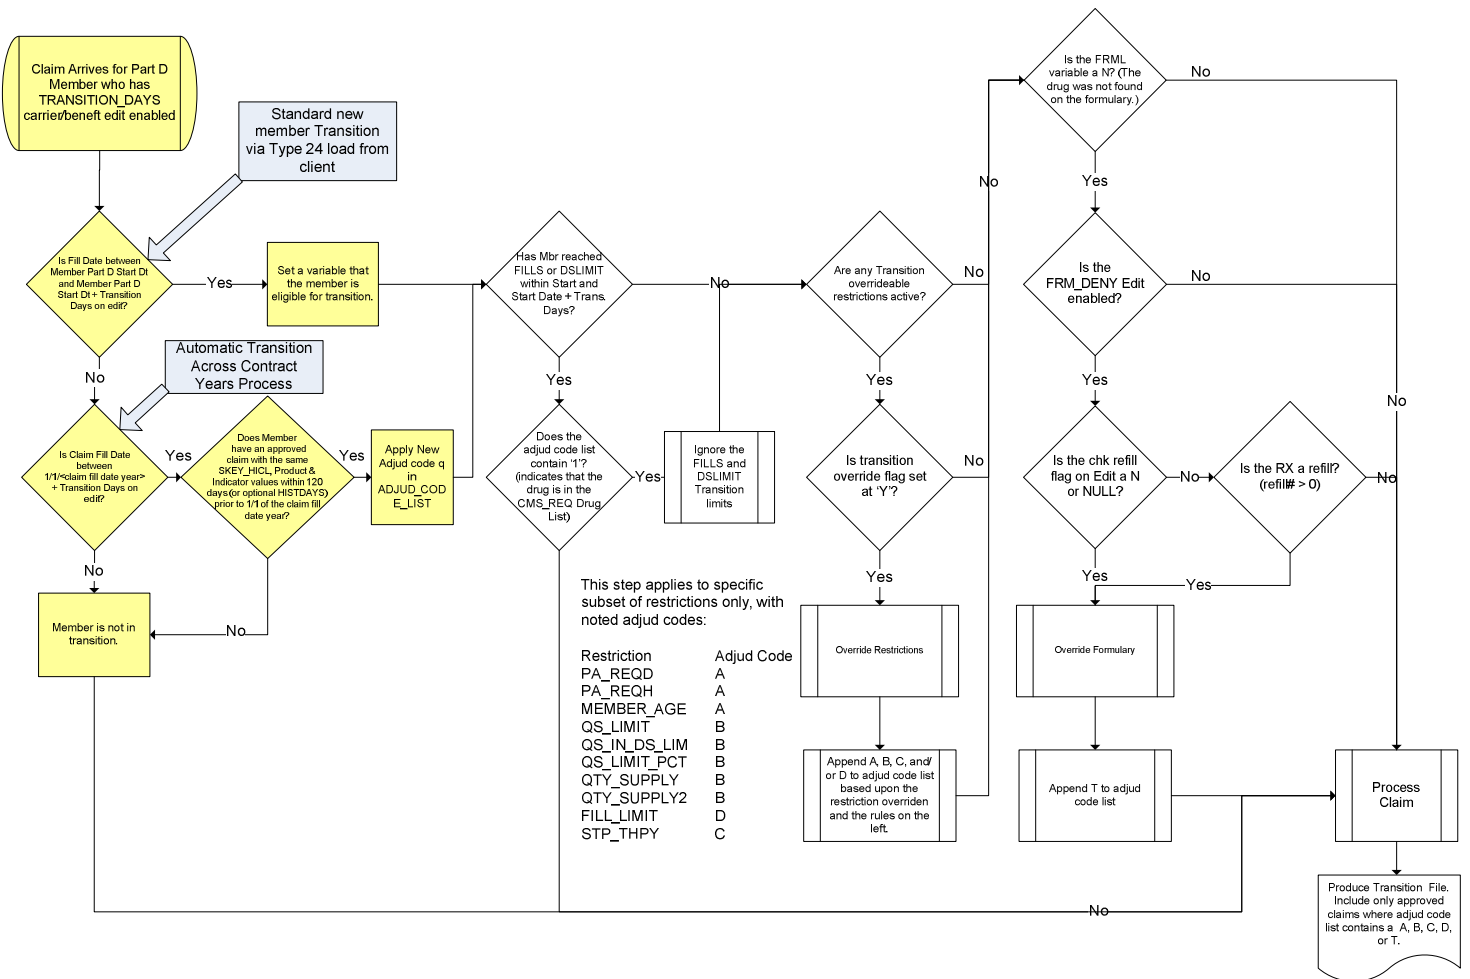 Claim Arrives for Part D
Member who has
TRANSITION_DAYS
carrier/beneft edit enabled
Standard new
member Transition
via Type 24 load from
client
Is Fill Date between
Member Part D Start Dt
and Member Part D
Start Dt + Transition
Days on edit?
Yes
Set a variable that
the member is
eligible for transition.
No
Automatic Transition
Across Contract
Years Process
Is Claim Fill Date
between
1/1/<claim fill date year>
+ Transition Days on
edit?
Yes
Does Member
have an approved
claim with the same
SKEY_HICL, Product &
Indicator values within 120
days(or optional HISTDAYS)
prior to 1/1 of the claim fill
date year?
Yes
Apply New
Adjud code q
in
ADJUD_COD
E_LIST
No
No
Member is not in
transition.
Has Mbr reached
FILLS or DSLIMIT
within Start and
Start Date + Trans.
Days?
No
Yes
Does the
adjud code list
contain ‘1’?
(indicates that
the drug is in the
CMS_REQ Drug
List)
Yes
Ignore the
FILLS and
DSLIMIT
Transition
limits
This step applies to specific
subset of restrictions only, with
noted adjud codes:
Restriction Adjud Code
PA_REQD A
PA_REQH A
MEMBER_AGE A
QS_LIMIT B
QS_IN_DS_LIM B
QS_LIMIT_PCT B
QTY_SUPPLY B
QTY_SUPPLY2 B
FILL_LIMIT D
STP_THPY C
Are any Transition
overrideable
restrictions active?
No
No
Yes
Is transition
override flag set
at ‘Y’?
No
Yes
Override Restrictions
Append A, B, C, and/
or D to adjud code list
based upon the
restriction overriden
and the rules on the
left.
Is the FRML
variable a N? (The
drug was not found
on the formulary.)
No
Yes
Is the
FRM_DENY Edit
enabled?
No
Yes
No
Is the chk refill
flag on Edit a N
or NULL?
No
Is the RX a refill?
(refill# > 0)
No
Yes
Yes
Override Formulary
Append T to adjud
code list
Process
Claim
No
Produce Transition File.
Include only approved
claims where adjud code
list contains a A, B, C, D,
or T.